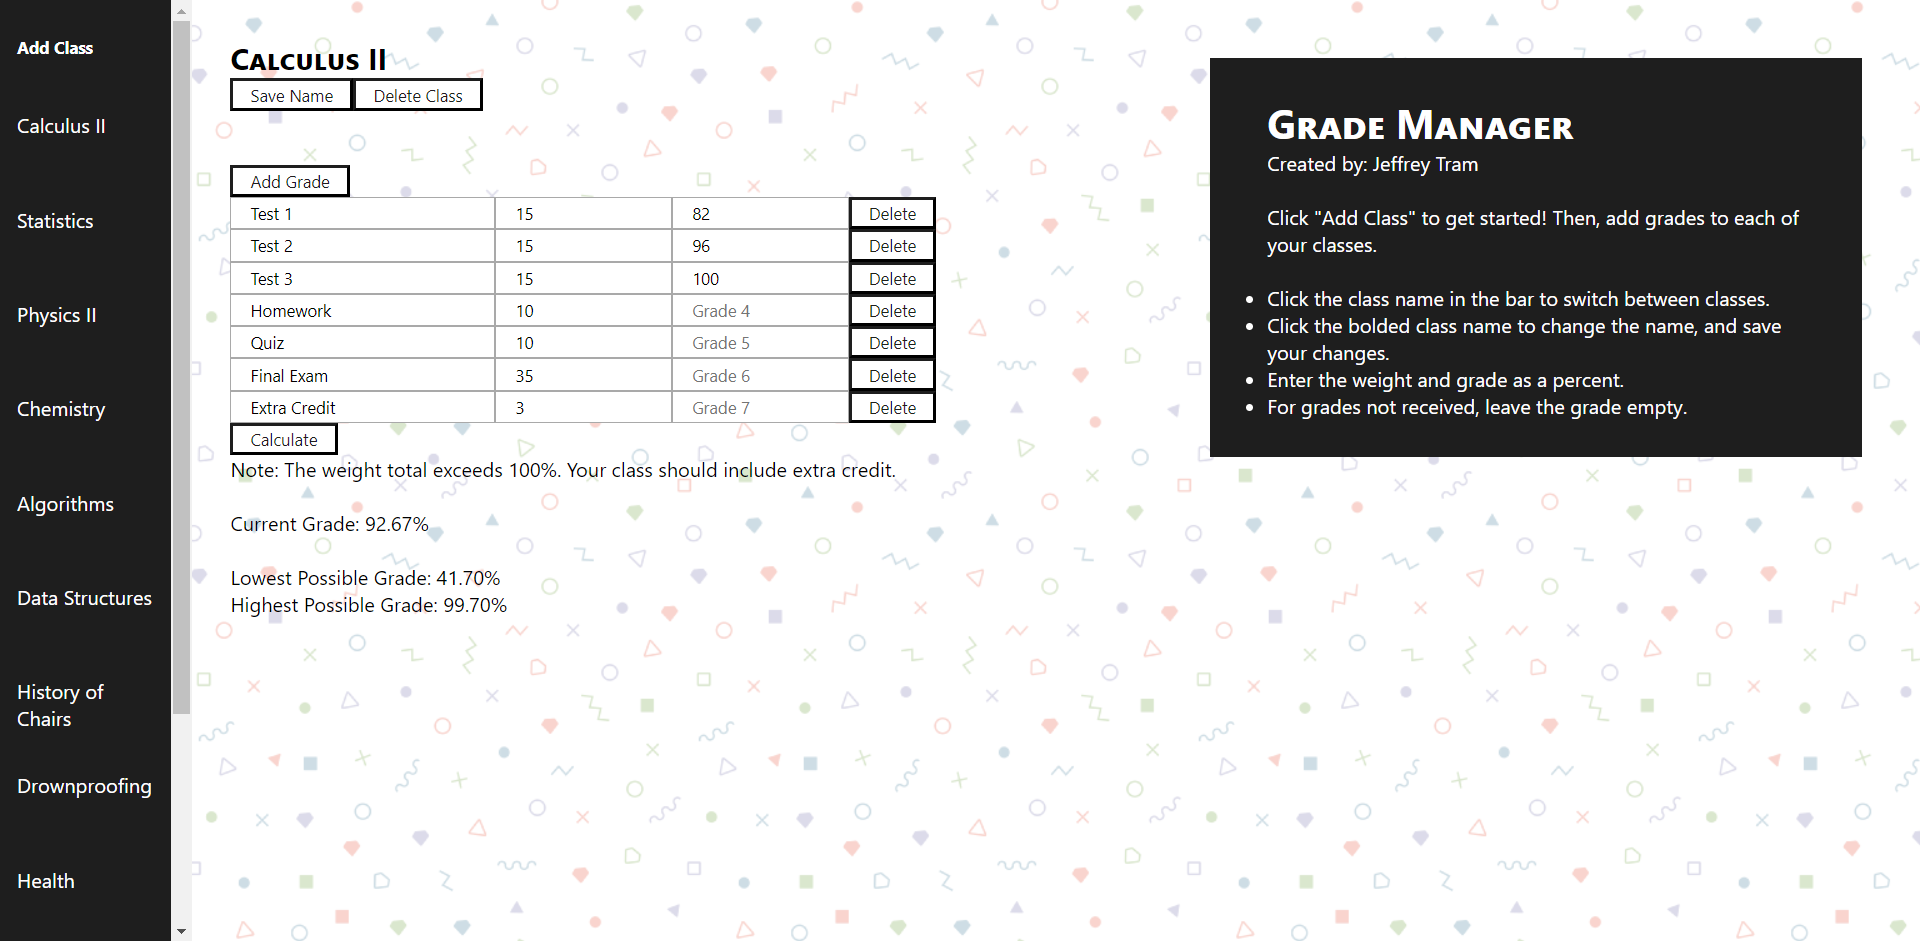 Add Class
Calculus II
Statistics
Physics II
Chemistry
Algorithms
Data Structures
History of
Chairs
Drownproofing
Health
Calculus II
Save Name Delete Class
Add Grade
Test 1 15 82 Delete
Test 2 15 96 Delete
Test 3 15 100 Delete
Homework 10 Grade 4 Delete
Quiz 10 Grade 5 Delete
Final Exam 35 Grade 6 Delete
Extra Credit 3 Grade 7 Delete
Calculate
Note: The weight total exceeds 100%. Your class should include extra credit.
Current Grade: 92.67%
Lowest Possible Grade: 41.70%
Highest Possible Grade: 99.70%
Grade Manager
Created by: Jeffrey Tram
Click "Add Class" to get started! Then, add grades to each of
your classes.
• Click the class name in the bar to switch between classes.
• Click the bolded class name to change the name, and save
your changes.
• Enter the weight and grade as a percent.
• For grades not received, leave the grade empty.